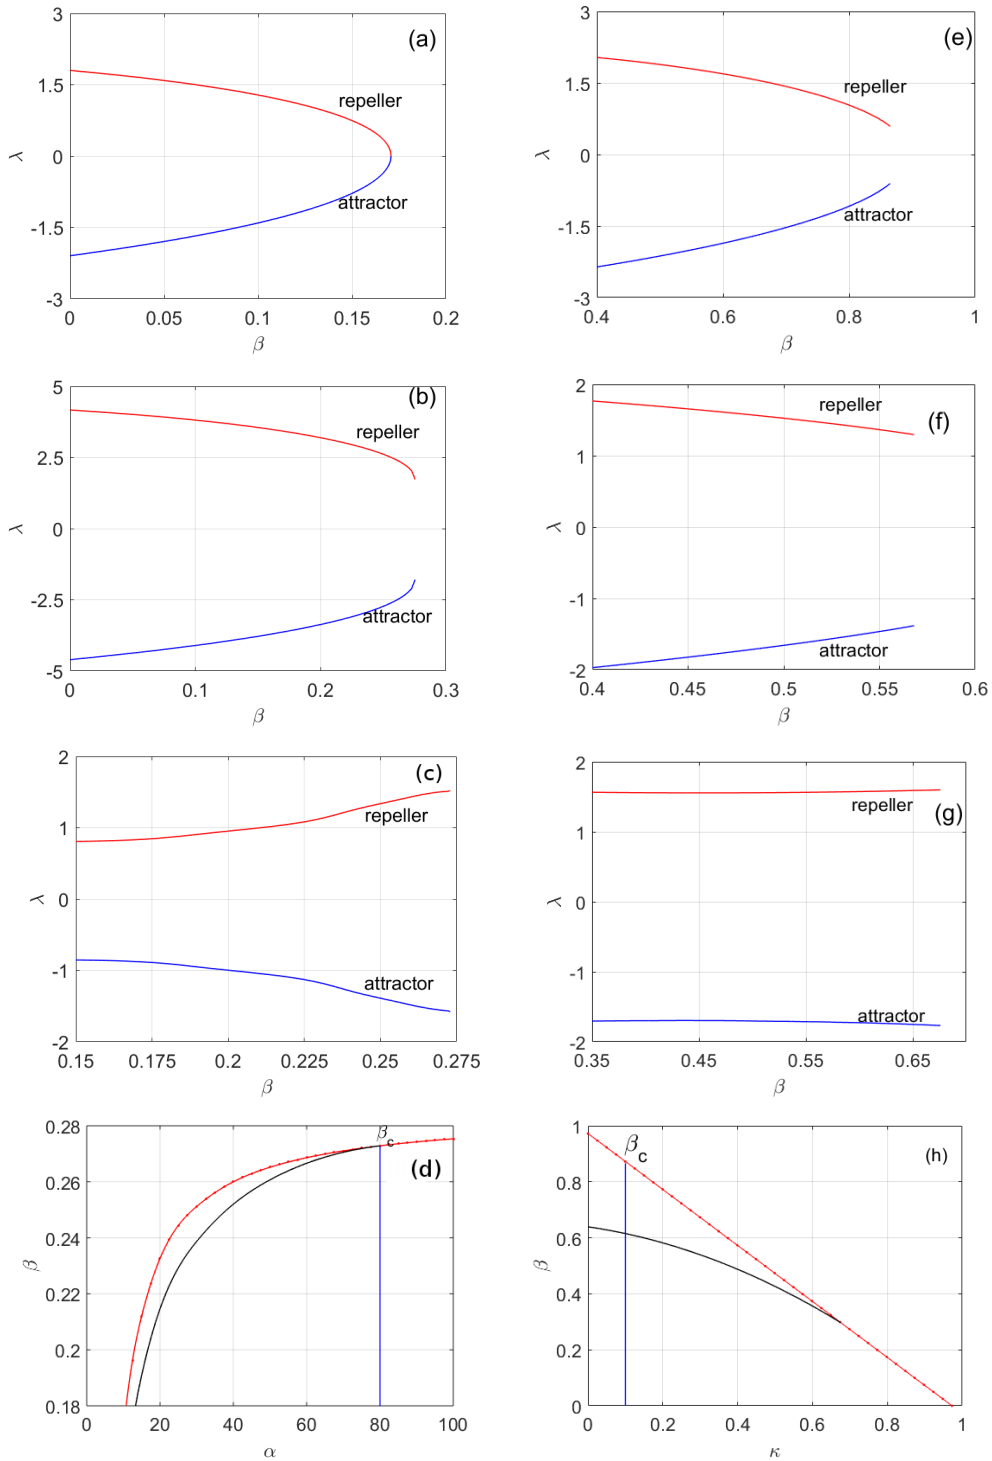 (a)
3
1.5
0
-1.5
-3
λ
repeller
attractor
0 0.05 0.1 0.15 0.2
β
(e)
3
1.5
0
-1.5
-3
λ
repeller
attractor
0.4 0.6 0.8 1
β
(b)
5
2.5
0
-2.5
-5
λ
repeller
attractor
0 0.1 0.2 0.3
β
(f)
2
1
0
-1
-2
λ
repeller
attractor
0.4 0.45 0.5 0.55 0.6
β
(c)
2
1
0
-1
-2
λ
repeller
attractor
0.15 0.175 0.2 0.225 0.25 0.275
β
(g)
2
1
0
-1
-2
λ
repeller
attractor
0.35 0.45 0.55 0.65
β
(d)
βc
0.28
0.26
0.24
0.22
0.2
0.18
β
0 20 40 60 80 100
α
(h)
βc
1
0.8
0.6
0.4
0.2
0
β
0 0.2 0.4 0.6 0.8 1
κ